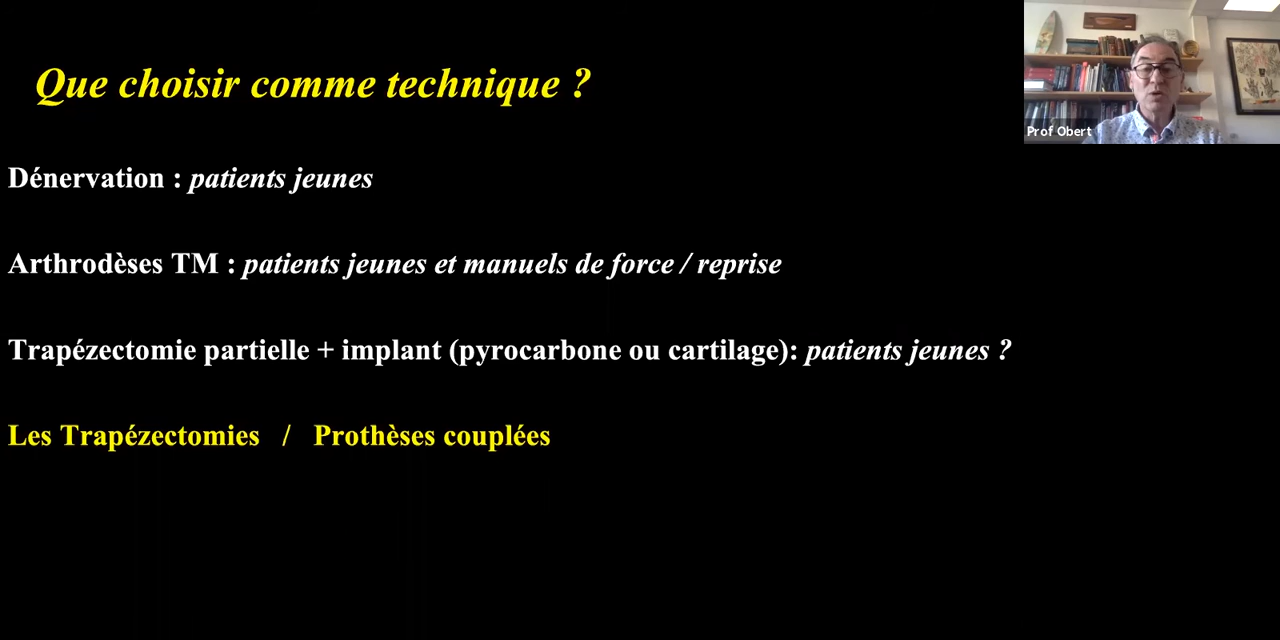 Que choisir comme technique ?
Prof Obert
Dénervation : patients jeunes
Arthrodèses TM : patients jeunes et manuels de force / reprise
Trapézectomie partielle + implant (pyrocarbone ou cartilage): patients jeunes ?
Les Trapézectomies / Prothèses couplées